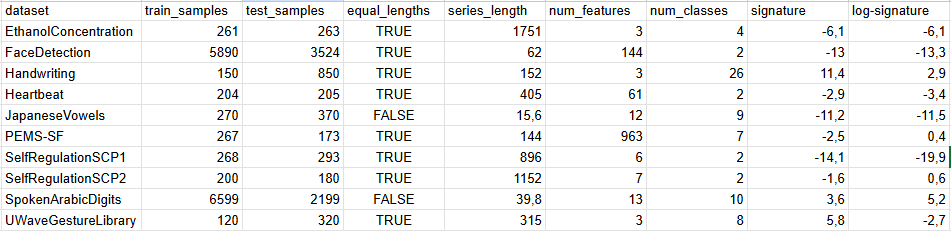 dataset train_samples test_samples equal_lengths series_length num_features num_classes signature log-signature
EthanolConcentration 261 263 TRUE 1751 3 4 -6,1 -6,1
FaceDetection 5890 3524 TRUE 62 144 2 -13 -13,3
Handwriting 150 850 TRUE 152 3 26 11,4 2,9
Heartbeat 204 205 TRUE 405 61 2 -2,9 -3,4
JapaneseVowels 270 370 FALSE 15,6 12 9 -11,2 -11,5
PEMS-SF 267 173 TRUE 144 963 7 -2,5 0,4
SelfRegulationSCP1 268 293 TRUE 896 6 2 -14,1 -19,9
SelfRegulationSCP2 200 180 TRUE 1152 7 2 -1,6 0,6
SpokenArabicDigits 6599 2199 FALSE 39,8 13 10 3,6 5,2
UWaveGestureLibrary 120 320 TRUE 315 3 8 5,8 -2,7